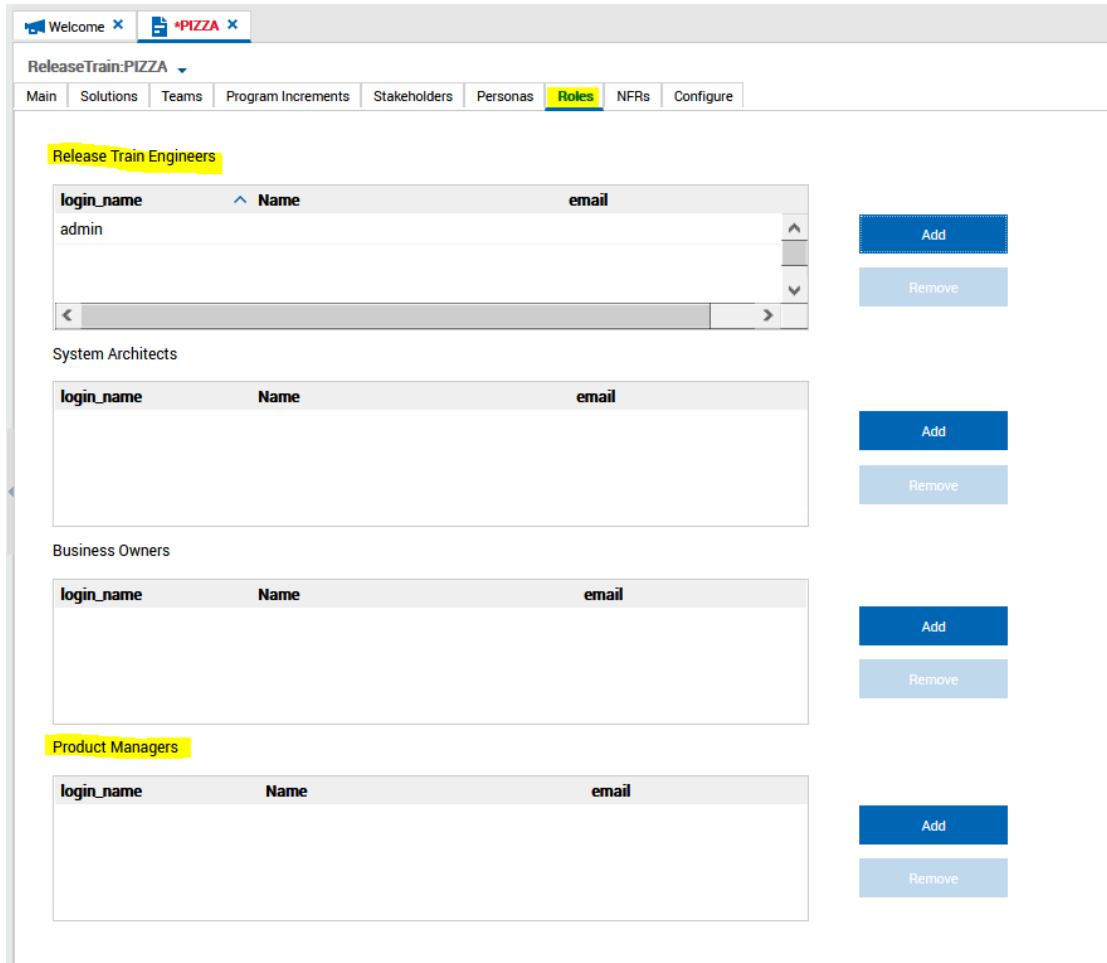 Welcome × *PIZZA ×
ReleaseTrain:PIZZA
Main Solutions Teams Program Increments Stakeholders Personas Roles NFRs Configure
Release Train Engineers
login_name Name email
admin
Add
Remove
System Architects
login_name Name email
Add
Remove
Business Owners
login_name Name email
Add
Remove
Product Managers
login_name Name email
Add
Remove